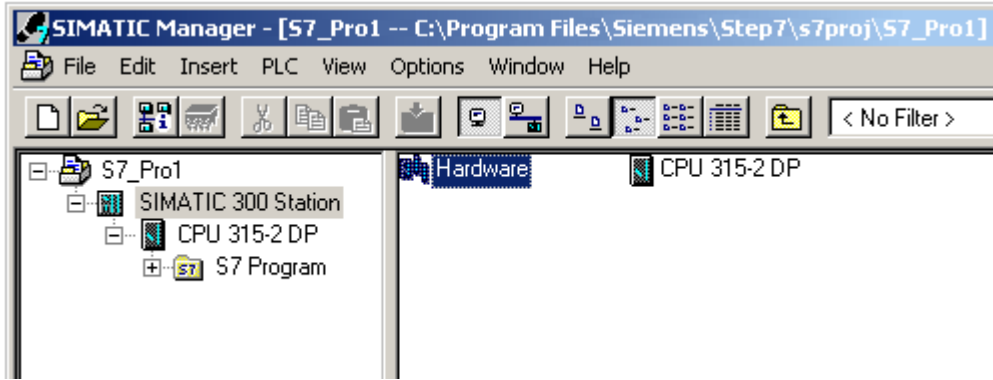 SIMATIC Manager - [S7_Pro1 -- C:\Program Files\Siemens\Step7\s7proj\S7_Pro1]
File Edit Insert PLC View Options Window Help
< No Filter >
S7_Pro1
SIMATIC 300 Station
CPU 315-2 DP
S7 Program
Hardware
CPU 315-2 DP